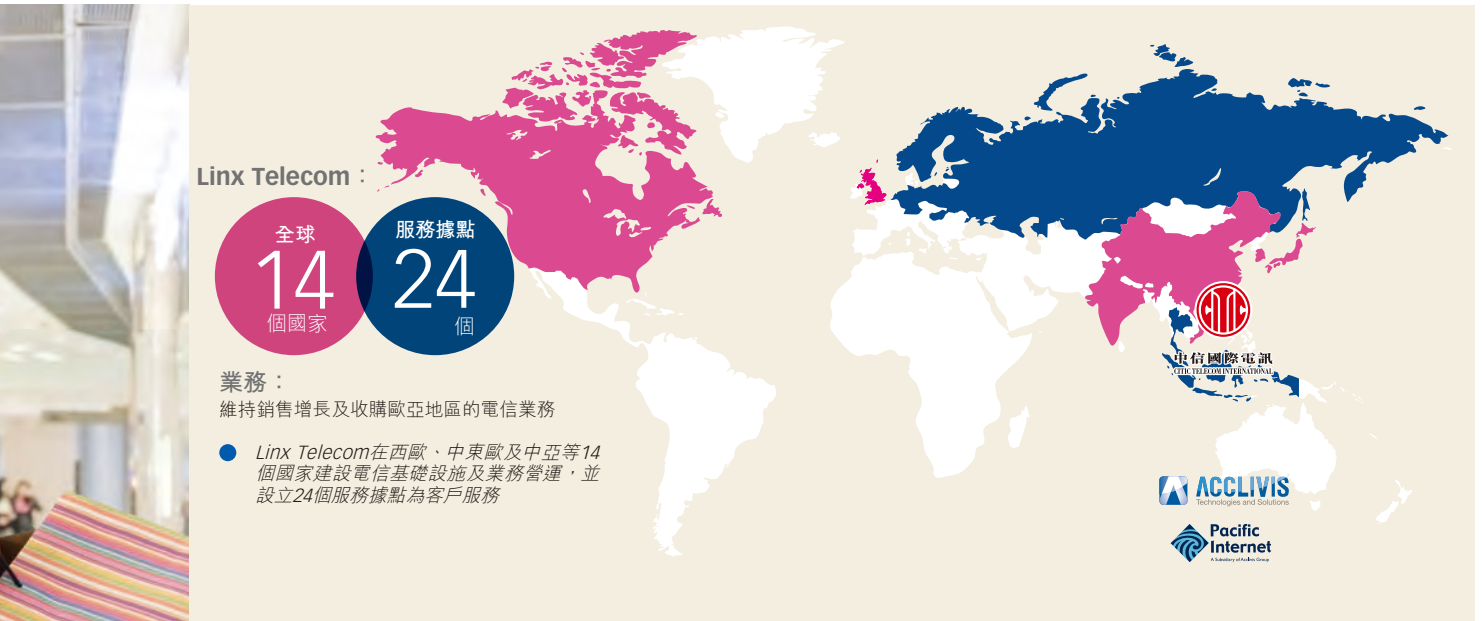 Linx Telecom：
全球
14
個國家
服務據點
24
個
業務：
維持銷售增長及收購歐亞地區的電信業務
Linx Telecom在西歐、中東歐及中亞等14
個國家建設電信基礎設施及業務營運，並
設立24個服務據點為客戶服務
CITIC
中信國際電訊
CITIC TELECOM INTERNATIONAL
ACCLIVIS
Technologies and Solutions
Pacific
Internet
A Subsidiary of Acclivis Group